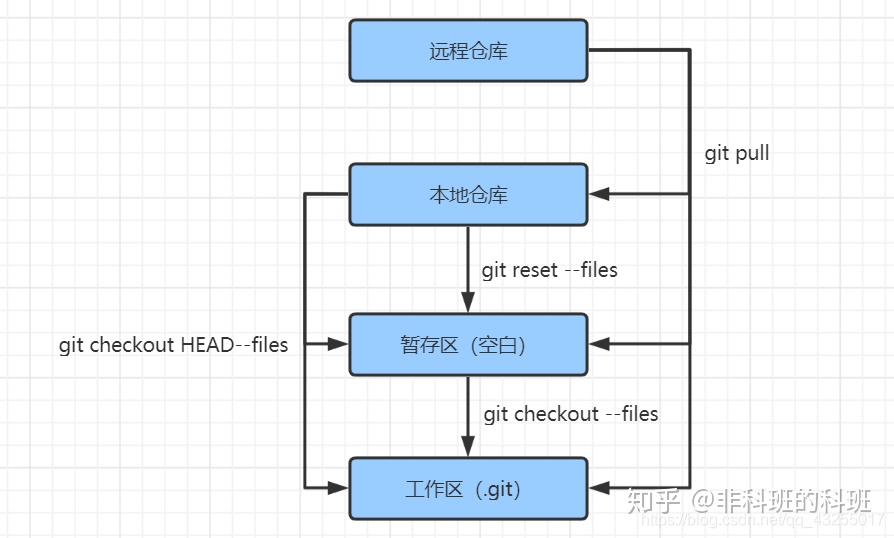 远程仓库
git pull
本地仓库
git reset --files
git checkout HEAD--files
暂存区（空白）
git checkout --files
工作区（.git）
知乎 @非科班的科班
https://blog.csdn.net/qq_43255017